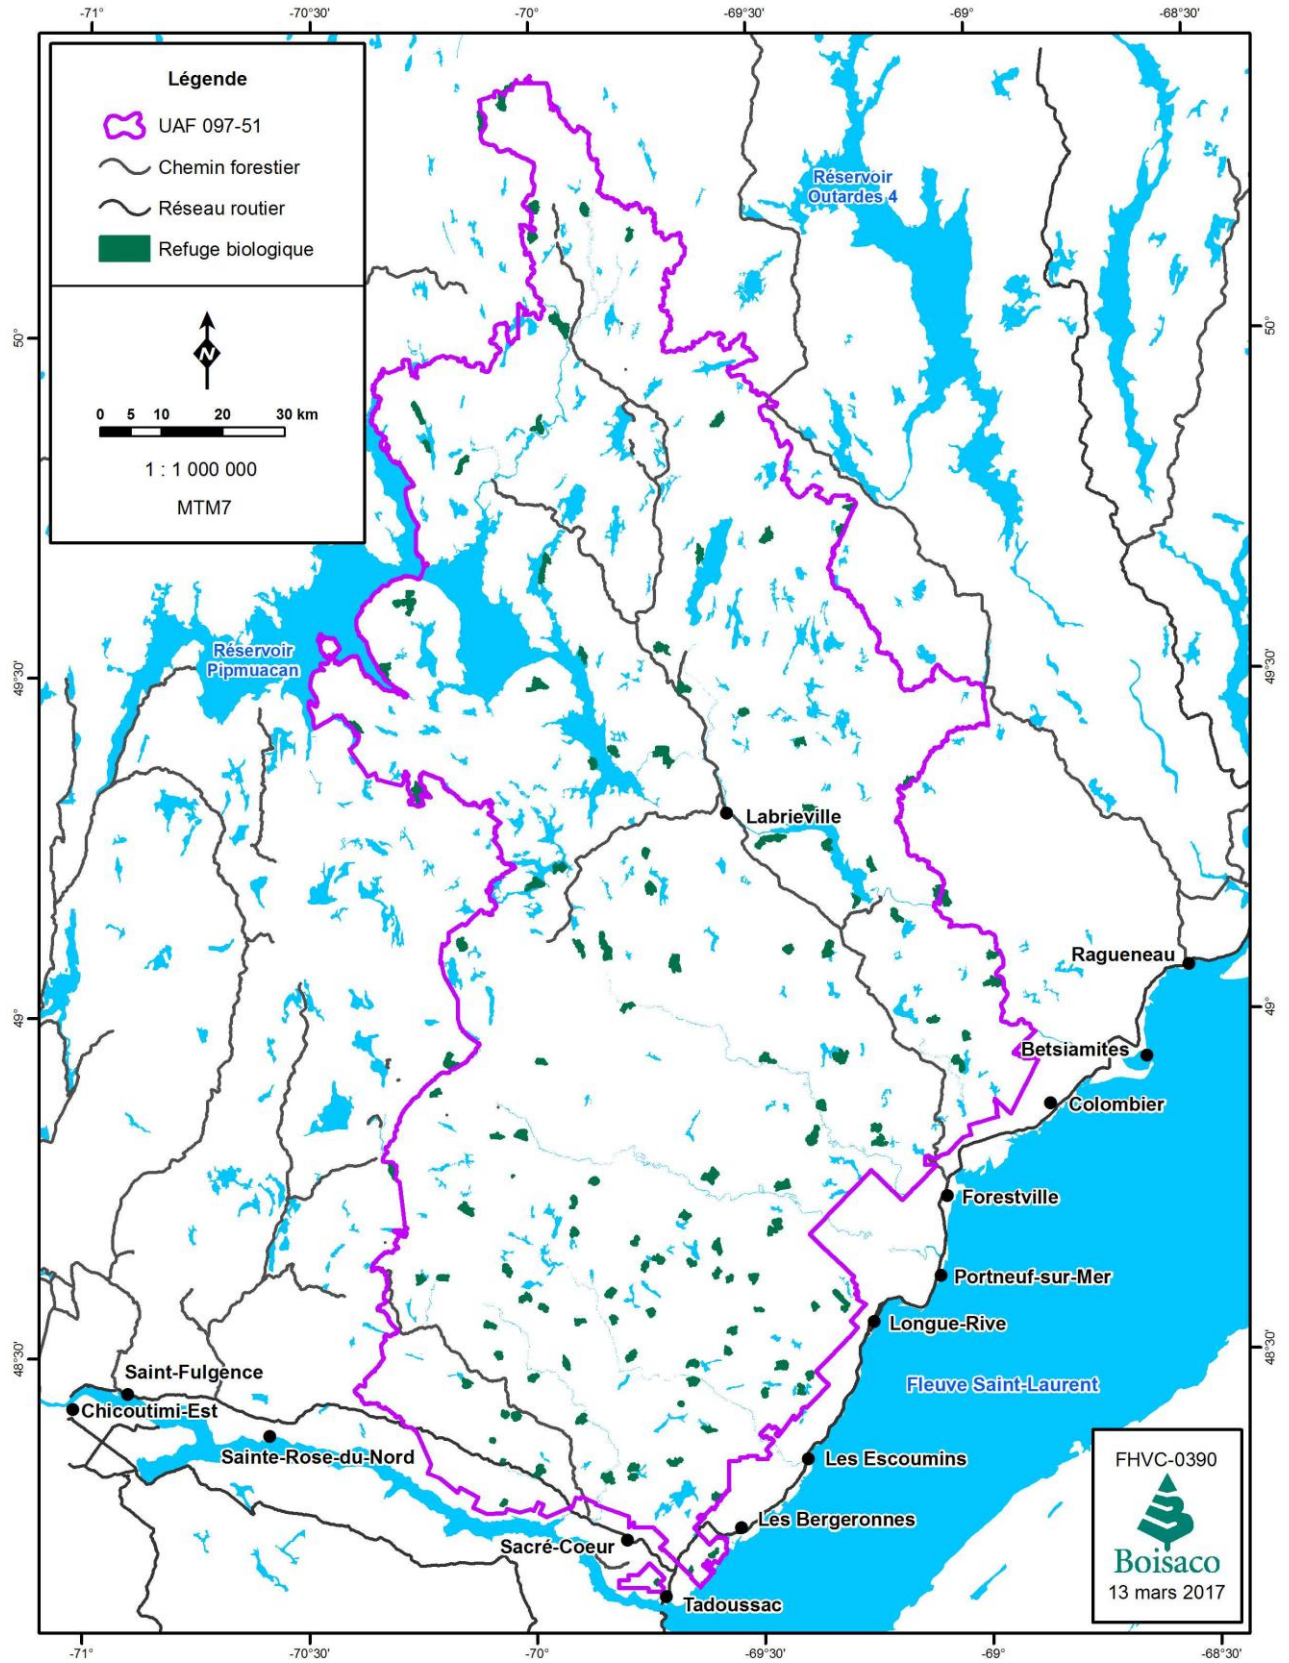 -71°
-70°30'
-70°
-69°30'
-69°
-68°30'
Légende
UAF 097-51
Chemin forestier
Réseau routier
Refuge biologique
N
0 5 10 20 30 km
1 : 1 000 000
MTM7
Réservoir
Outardes 4
50°
50°
Réservoir
Pipmuacan
49°30'
49°30'
Labrieville
Ragueneau
49°
49°
Betsiamites
Colombier
Forestville
Portneuf-sur-Mer
Longue-Rive
48°30'
48°30'
Saint-Fulgence
Fleuve Saint-Laurent
Chicoutimi-Est
Sainte-Rose-du-Nord
Les Escoumins
Les Bergeronnes
Sacré-Coeur
Tadoussac
FHVC-0390
Boisaco
13 mars 2017
-71°
-70°30'
-70°
-69°30'
-69°
-68°30'